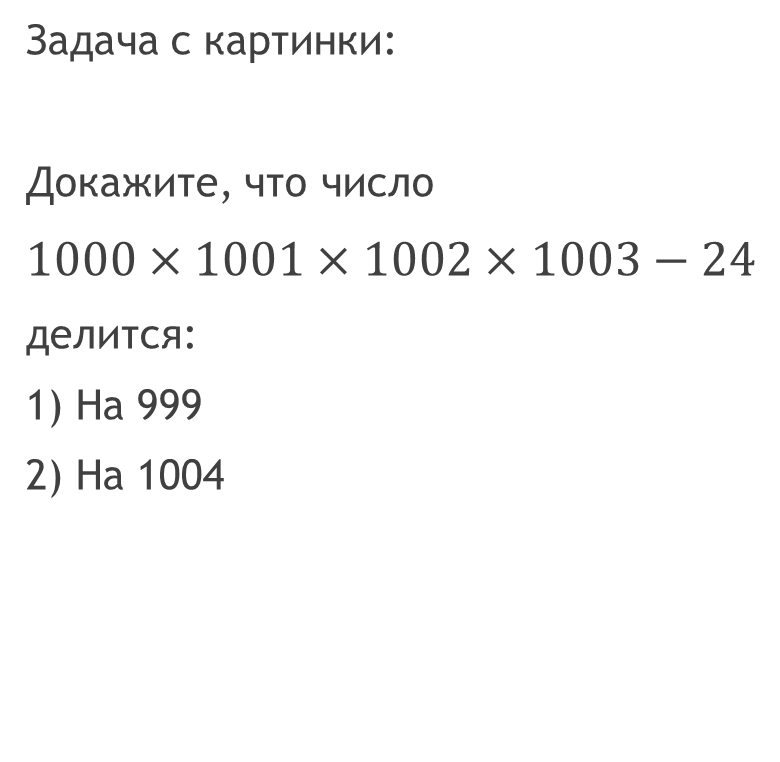 Задача с картинки:
Докажите, что число
1000 × 1001 × 1002 × 1003 − 24
делится:
1) На 999
2) На 1004